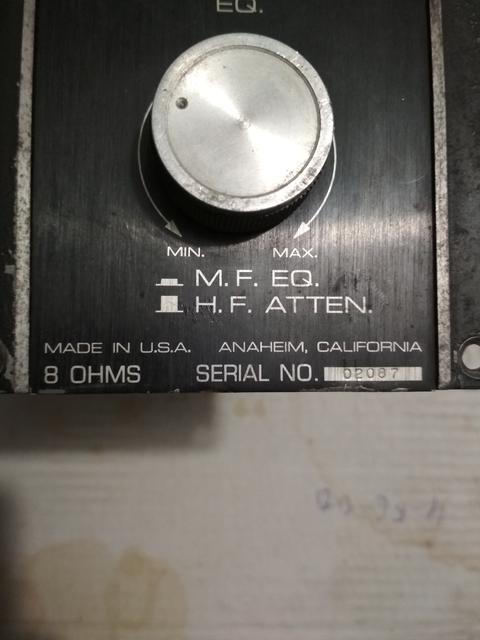 EQ.
MIN. MAX.
M.F. EQ.
H.F. ATTEN.
MADE IN U.S.A. ANAHEIM, CALIFORNIA
8 OHMS SERIAL NO. 02087